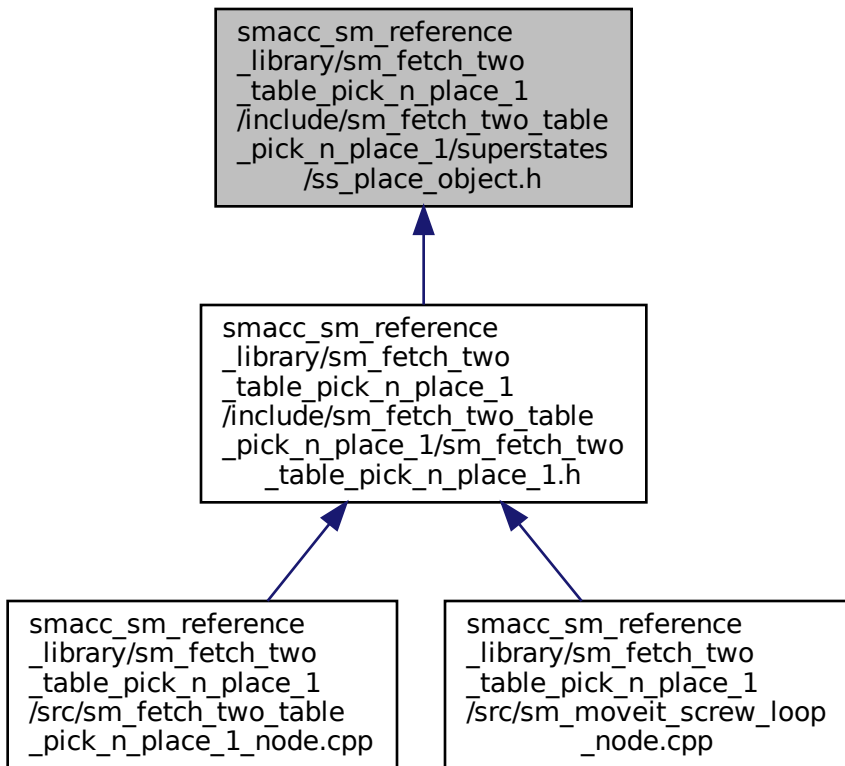 smacc_sm_reference
_library/sm_fetch_two
_table_pick_n_place_1
/include/sm_fetch_two_table
_pick_n_place_1/superstates
/ss_place_object.h
smacc_sm_reference
_library/sm_fetch_two
_table_pick_n_place_1
/include/sm_fetch_two_table
_pick_n_place_1/sm_fetch_two
_table_pick_n_place_1.h
smacc_sm_reference
_library/sm_fetch_two
_table_pick_n_place_1
/src/sm_fetch_two_table
_pick_n_place_1_node.cpp
smacc_sm_reference
_library/sm_fetch_two
_table_pick_n_place_1
/src/sm_moveit_screw_loop
_node.cpp